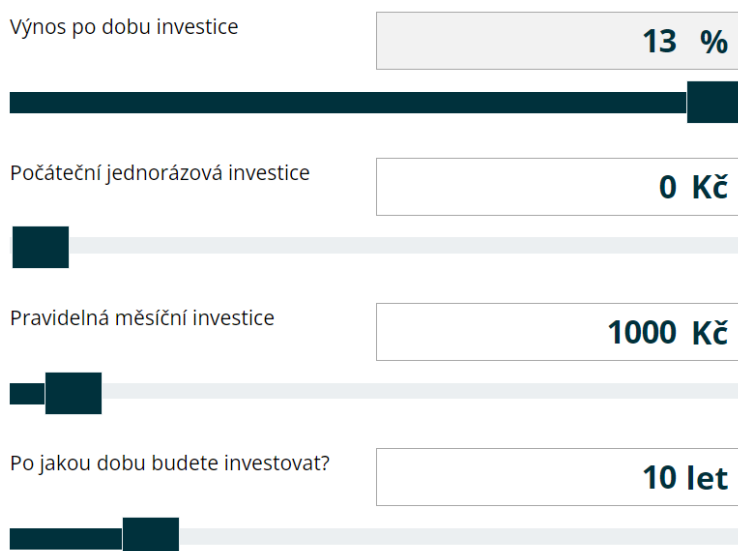 Výnos po dobu investice
13 %
Počáteční jednorázová investice
0 Kč
Pravidelná měsíční investice
1000 Kč
Po jakou dobu budete investovat?
10 let